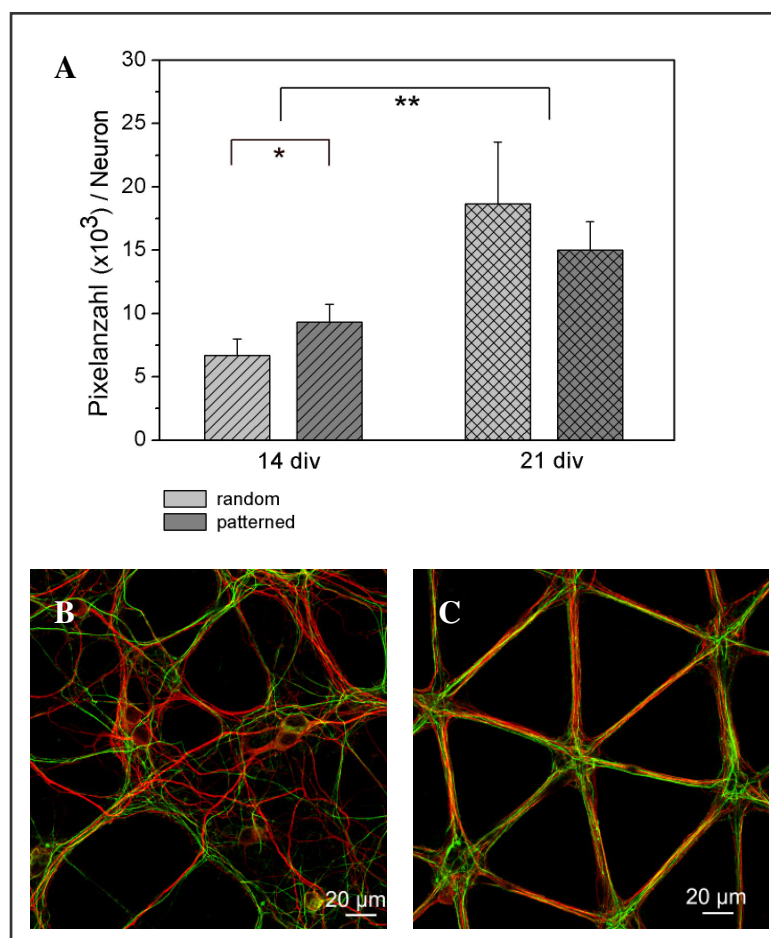 A
30
25
20
15
10
5
0
Pixelanzahl (x10³) / Neuron
**
*
14 div 21 div
random
patterned
B
20 µm
C
20 µm